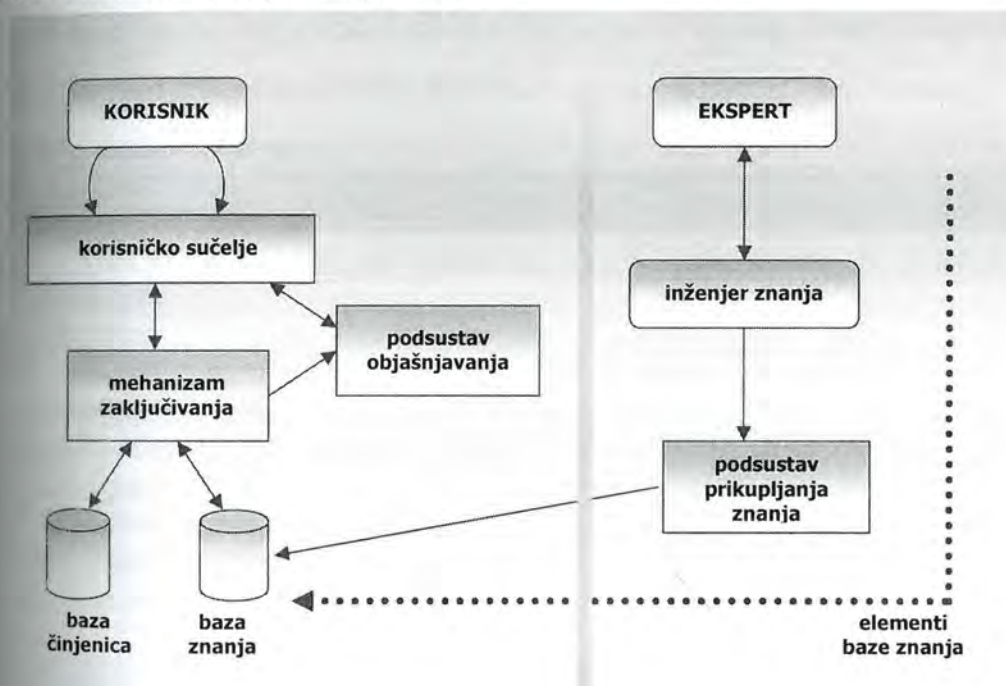 KORISNIK
EKSPERT
korisničko sučelje
inženjer znanja
podsustav
objašnjavanja
mehanizam
zaključivanja
podsustav
prikupljanja
znanja
baza
činjenica
baza
znanja
elementi
baze znanja